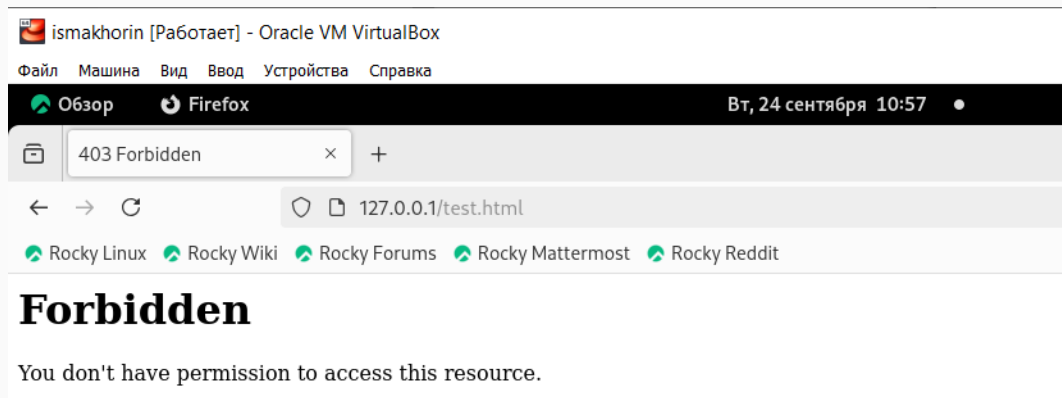 ismakhorin [Работает] - Oracle VM VirtualBox
Файл Машина Вид Ввод Устройства Справка
Обзор Firefox Вт, 24 сентября 10:57
403 Forbidden
127.0.0.1/test.html
Rocky Linux Rocky Wiki Rocky Forums Rocky Mattermost Rocky Reddit
Forbidden
You don't have permission to access this resource.